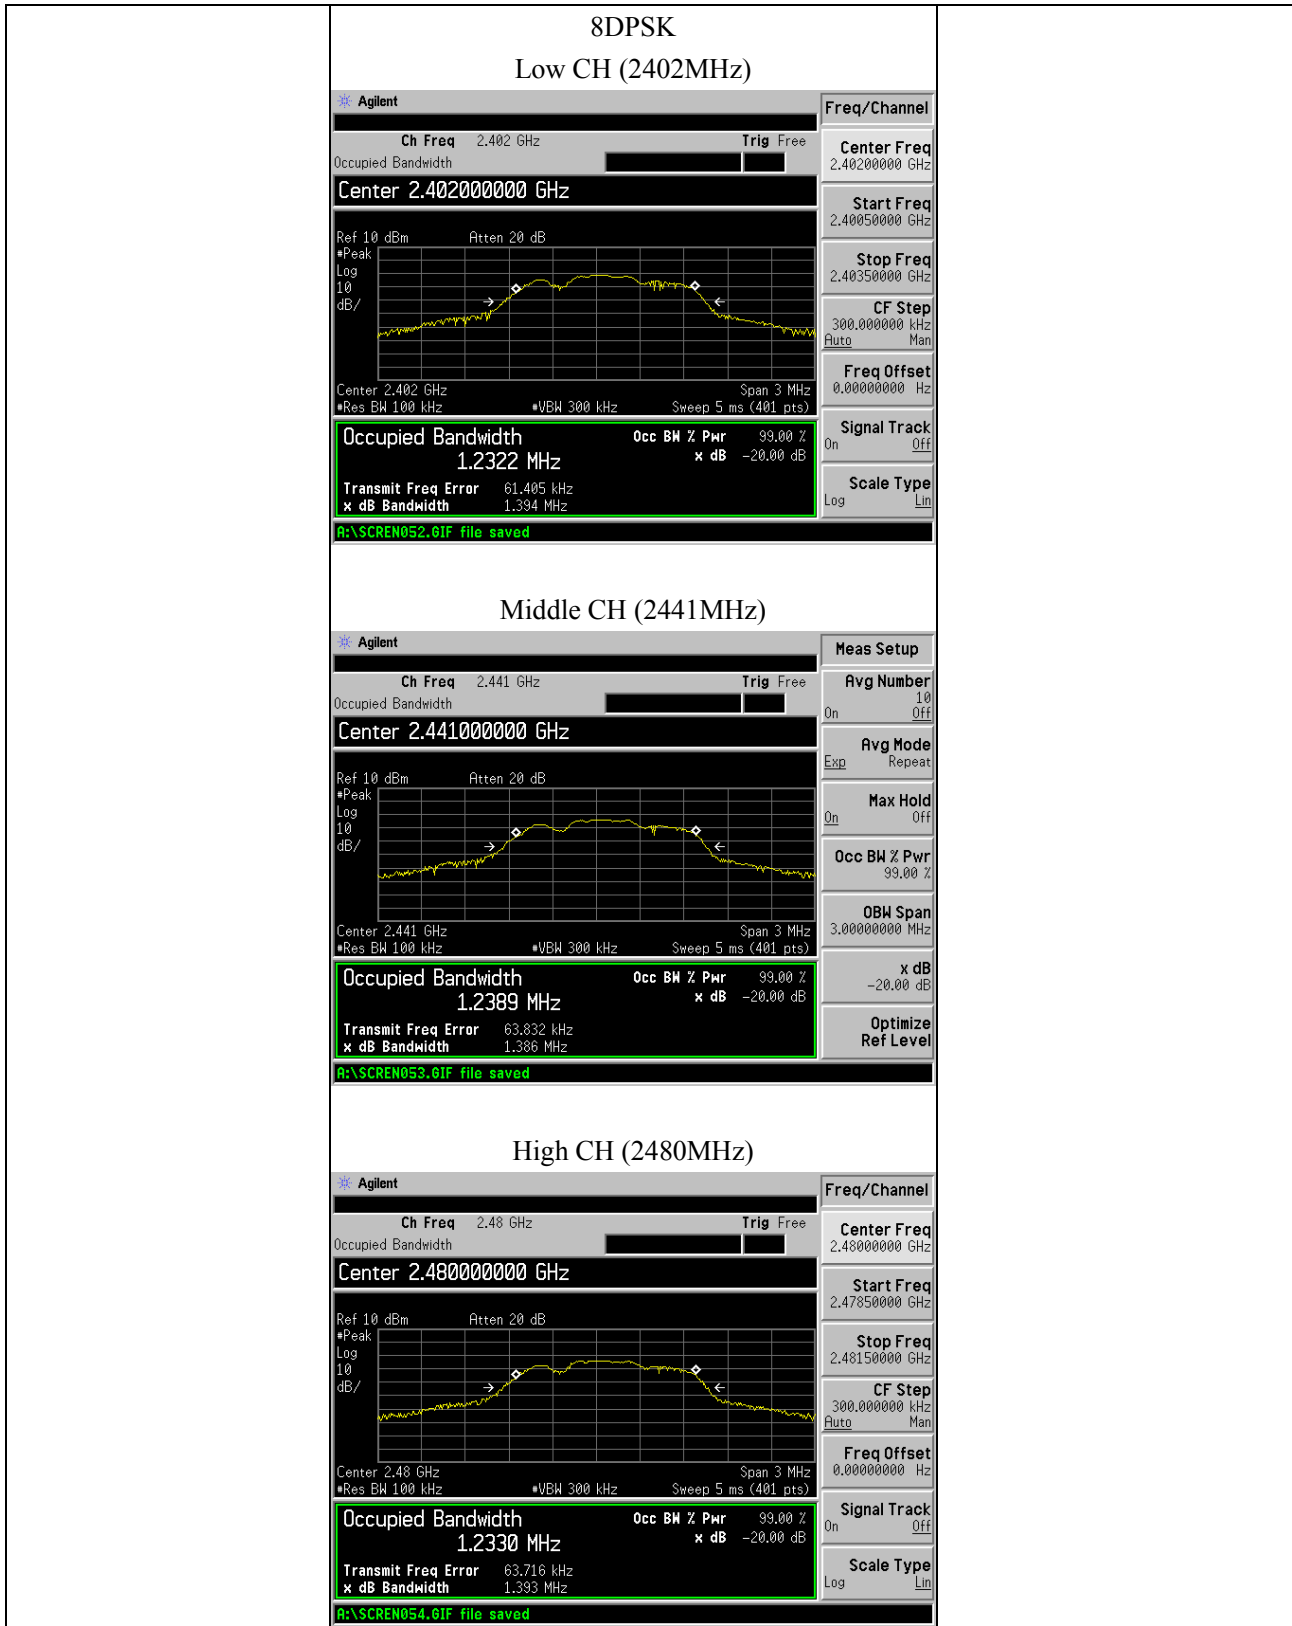 8DPSK
Low CH (2402MHz)
Agilent
Freq/Channel
Ch Freq 2.402 GHz Trig Free
Occupied Bandwidth
Center 2.402000000 GHz
Ref 10 dBm Atten 20 dB
#Peak
Log
10
dB/
Center 2.402 GHz Span 3 MHz
#Res BW 100 kHz #VBW 300 kHz Sweep 5 ms (401 pts)
Occupied Bandwidth Occ BW % Pwr 99.00 %
1.2322 MHz x dB -20.00 dB
Transmit Freq Error 61.405 kHz
x dB Bandwidth 1.394 MHz
A:\SCREN052.GIF file saved
Center Freq
2.40200000 GHz
Start Freq
2.40050000 GHz
Stop Freq
2.40350000 GHz
CF Step
300.000000 kHz
Auto Man
Freq Offset
0.00000000 Hz
Signal Track
On Off
Scale Type
Log Lin
Middle CH (2441MHz)
Agilent
Meas Setup
Ch Freq 2.441 GHz Trig Free
Occupied Bandwidth
Center 2.441000000 GHz
Ref 10 dBm Atten 20 dB
#Peak
Log
10
dB/
Center 2.441 GHz Span 3 MHz
#Res BW 100 kHz #VBW 300 kHz Sweep 5 ms (401 pts)
Occupied Bandwidth Occ BW % Pwr 99.00 %
1.2389 MHz x dB -20.00 dB
Transmit Freq Error 63.832 kHz
x dB Bandwidth 1.386 MHz
A:\SCREN053.GIF file saved
Avg Number
10
On Off
Avg Mode
Exp Repeat
Max Hold
On Off
Occ BW % Pwr
99.00 %
OBW Span
3.00000000 MHz
x dB
-20.00 dB
Optimize
Ref Level
High CH (2480MHz)
Agilent
Freq/Channel
Ch Freq 2.48 GHz Trig Free
Occupied Bandwidth
Center 2.480000000 GHz
Ref 10 dBm Atten 20 dB
#Peak
Log
10
dB/
Center 2.48 GHz Span 3 MHz
#Res BW 100 kHz #VBW 300 kHz Sweep 5 ms (401 pts)
Occupied Bandwidth Occ BW % Pwr 99.00 %
1.2330 MHz x dB -20.00 dB
Transmit Freq Error 63.716 kHz
x dB Bandwidth 1.393 MHz
A:\SCREN054.GIF file saved
Center Freq
2.48000000 GHz
Start Freq
2.47850000 GHz
Stop Freq
2.48150000 GHz
CF Step
300.000000 kHz
Auto Man
Freq Offset
0.00000000 Hz
Signal Track
On Off
Scale Type
Log Lin